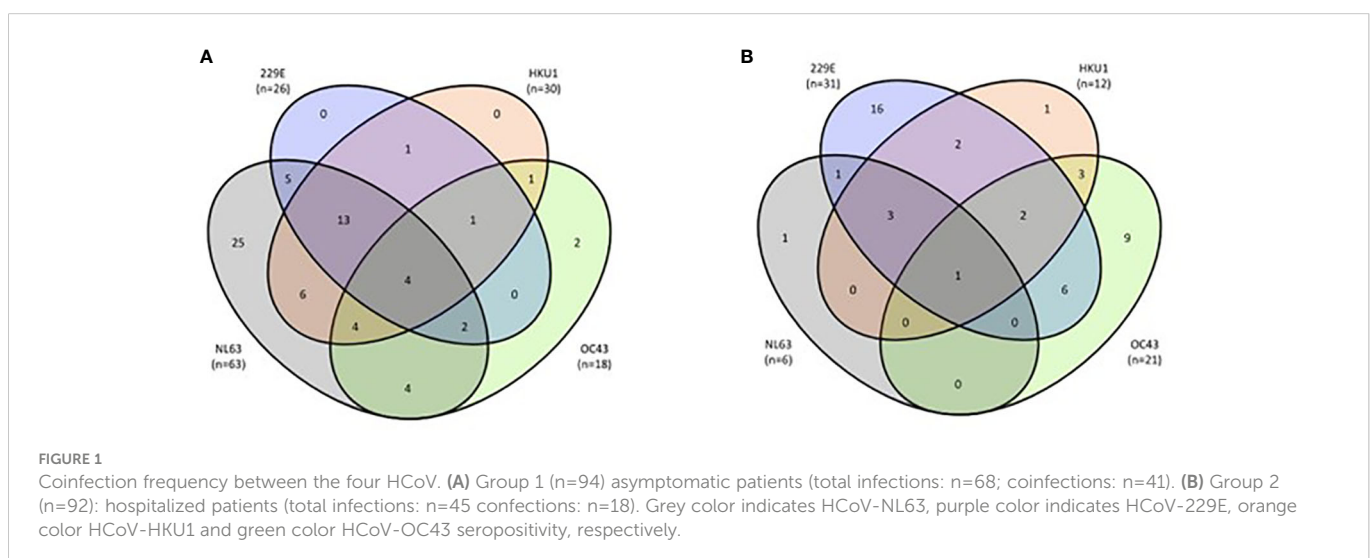 A
229E
(n=26)
HKU1
(n=30)
0
0
1
5
1
13
1
25
2
4
6
0
4
2
NL63
(n=63)
OC43
(n=18)
4
B
229E
(n=31)
HKU1
(n=12)
16
1
2
1
3
3
2
1
9
1
0
6
0
0
NL63
(n=6)
OC43
(n=21)
0
FIGURE 1
Coinfection frequency between the four HCoV. (A) Group 1 (n=94) asymptomatic patients (total infections: n=68; coinfections: n=41). (B) Group 2
(n=92): hospitalized patients (total infections: n=45 confections: n=18). Grey color indicates HCoV-NL63, purple color indicates HCoV-229E, orange
color HCoV-HKU1 and green color HCoV-OC43 seropositivity, respectively.